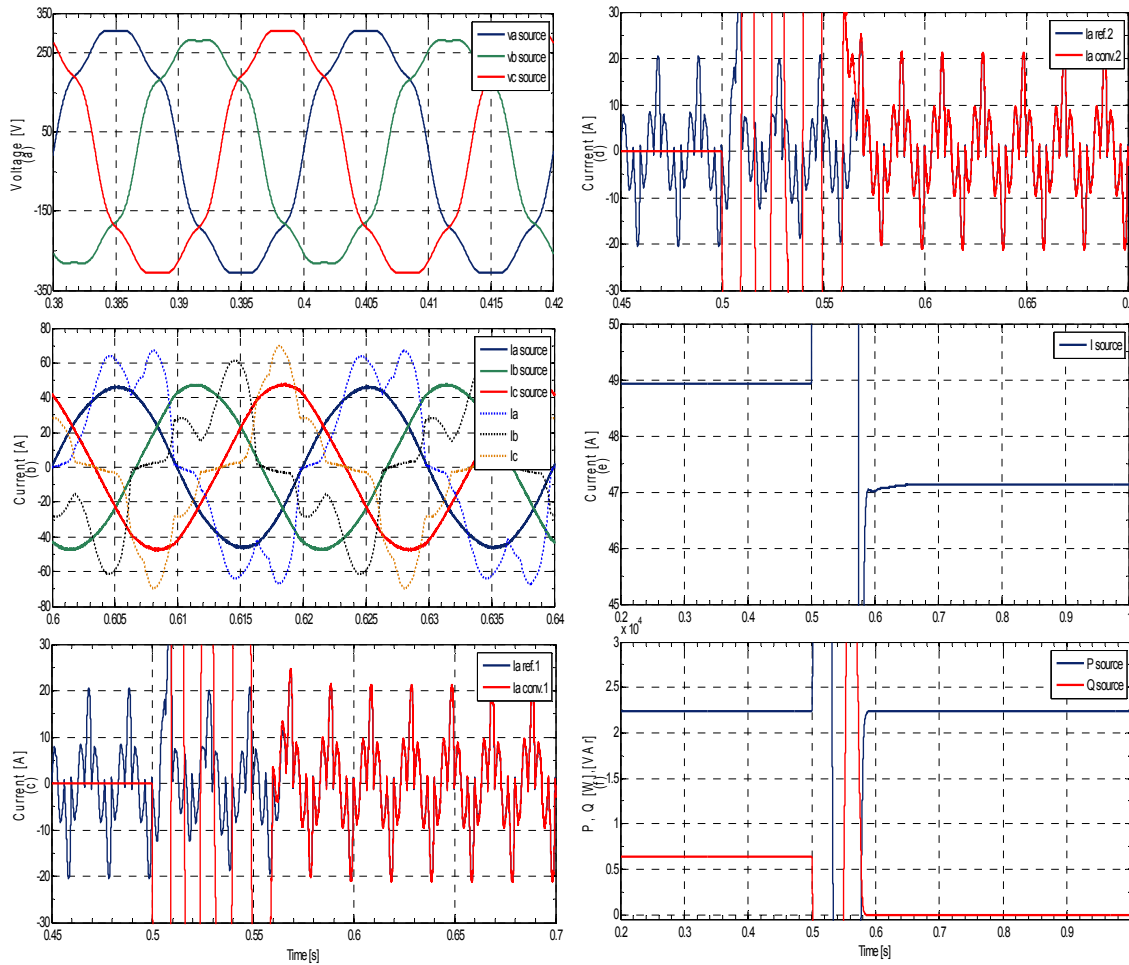 350
250
50
-150
350
Voltage [V]
(a)
va source
vb source
vc source
0.38 0.385 0.39 0.395 0.4 0.405 0.41 0.415 0.42
30
20
10
0
-10
-20
30
Currrent [A]
(d)
Ia ref.2
Ia conv.2
0.45 0.5 0.55 0.6 0.65 0.
80
60
40
20
0
-20
-40
-60
-80
Current [A]
(b)
Ia source
Ib source
Ic source
Ia
Ib
Ic
0.6 0.605 0.61 0.615 0.62 0.625 0.63 0.635 0.64
50
49
48
47
46
45
Current [A]
(e)
I source
0.2 0.3 0.4 0.5 0.6 0.7 0.8 0.9
30
20
10
0
-10
-20
-30
Current [A]
(c)
Ia ref.1
Ia conv.1
0.45 0.5 0.55 0.6 0.65 0.7
Time [s]
x 10⁴
3
2.5
2
1.5
1
0.5
0
P, Q [W],[VAr]
(f)
P source
Q source
0.2 0.3 0.4 0.5 0.6 0.7 0.8 0.9
Time [s]